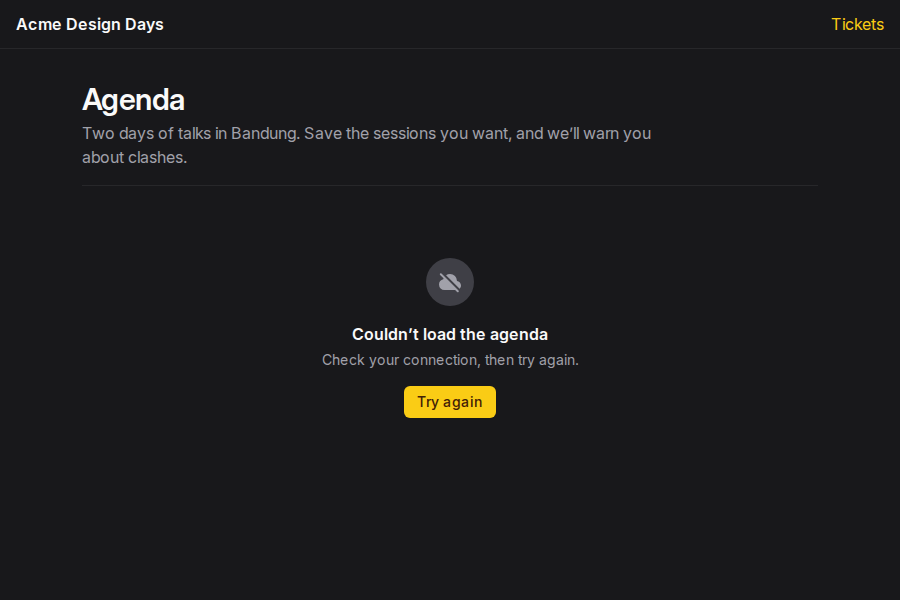 Acme Design Days
Tickets
Agenda
Two days of talks in Bandung. Save the sessions you want, and we’ll warn you
about clashes.
Couldn’t load the agenda
Check your connection, then try again.
Try again